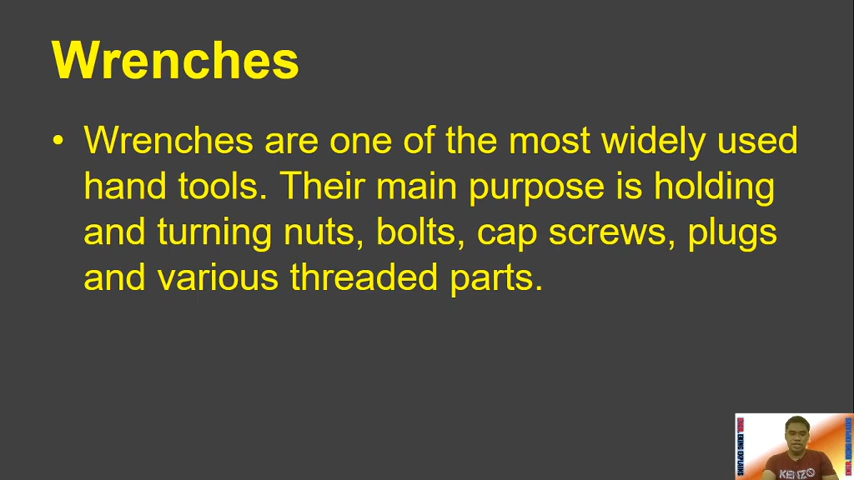 Wrenches
• Wrenches are one of the most widely used
hand tools. Their main purpose is holding
and turning nuts, bolts, cap screws, plugs
and various threaded parts.
KENZO